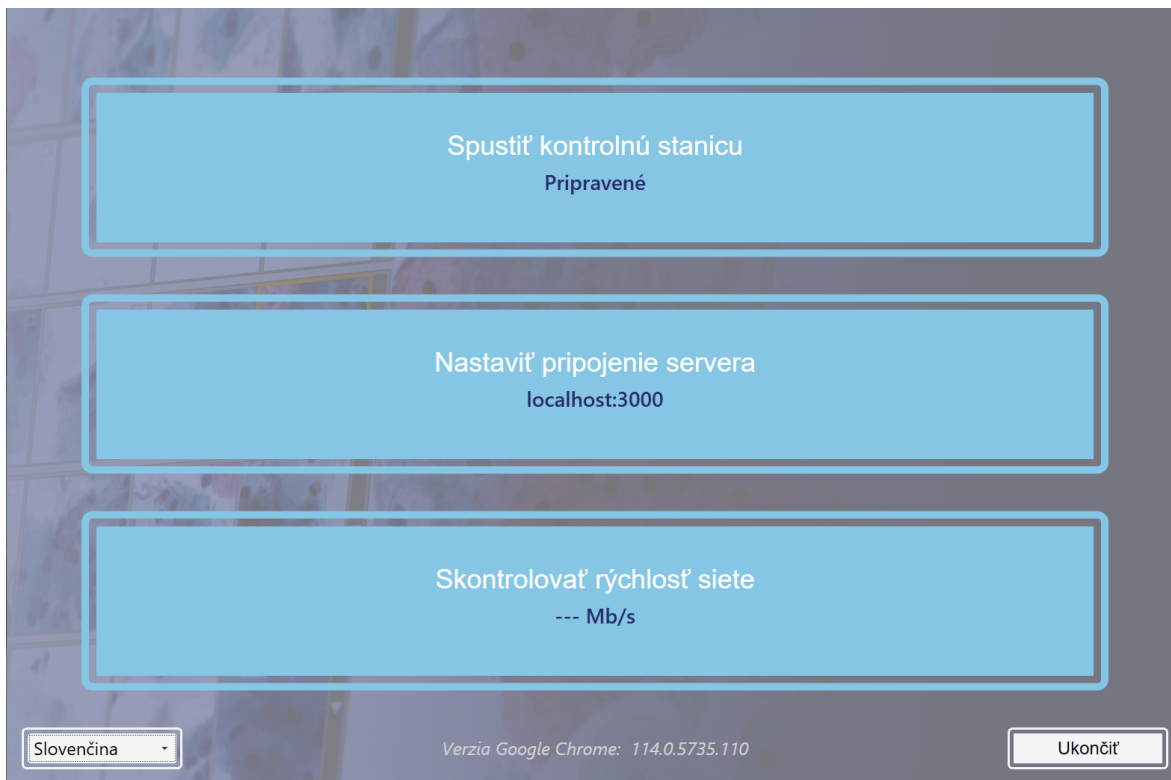 Spustiť kontrolnú stanicu
Pripravené
Nastaviť pripojenie servera
localhost:3000
Skontrolovať rýchlosť siete
--- Mb/s
Slovenčina
Verzia Google Chrome: 114.0.5735.110
Ukončiť